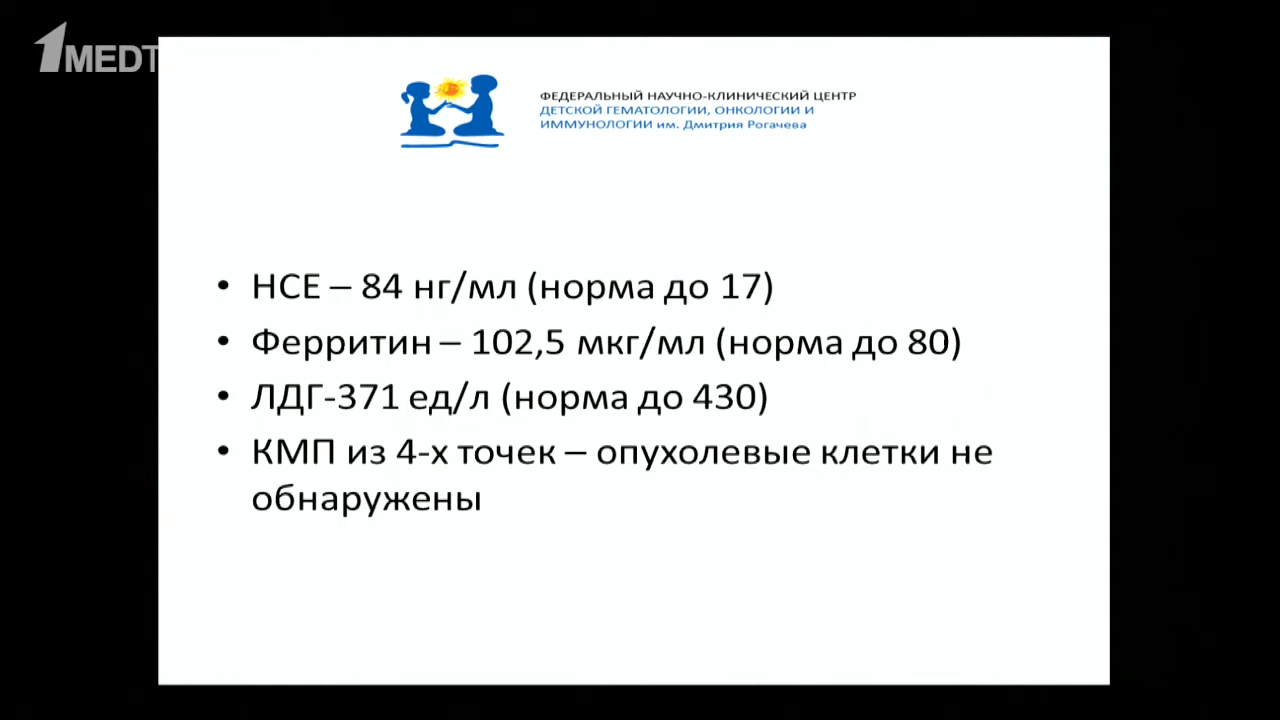 1MEDT
ФЕДЕРАЛЬНЫЙ НАУЧНО-КЛИНИЧЕСКИЙ ЦЕНТР
ДЕТСКОЙ ГЕМАТОЛОГИИ, ОНКОЛОГИИ И
ИММУНОЛОГИИ им. Дмитрия Рогачева
• НСЕ – 84 нг/мл (норма до 17)
• Ферритин – 102,5 мкг/мл (норма до 80)
• ЛДГ-371 ед/л (норма до 430)
• КМП из 4-х точек – опухолевые клетки не
обнаружены